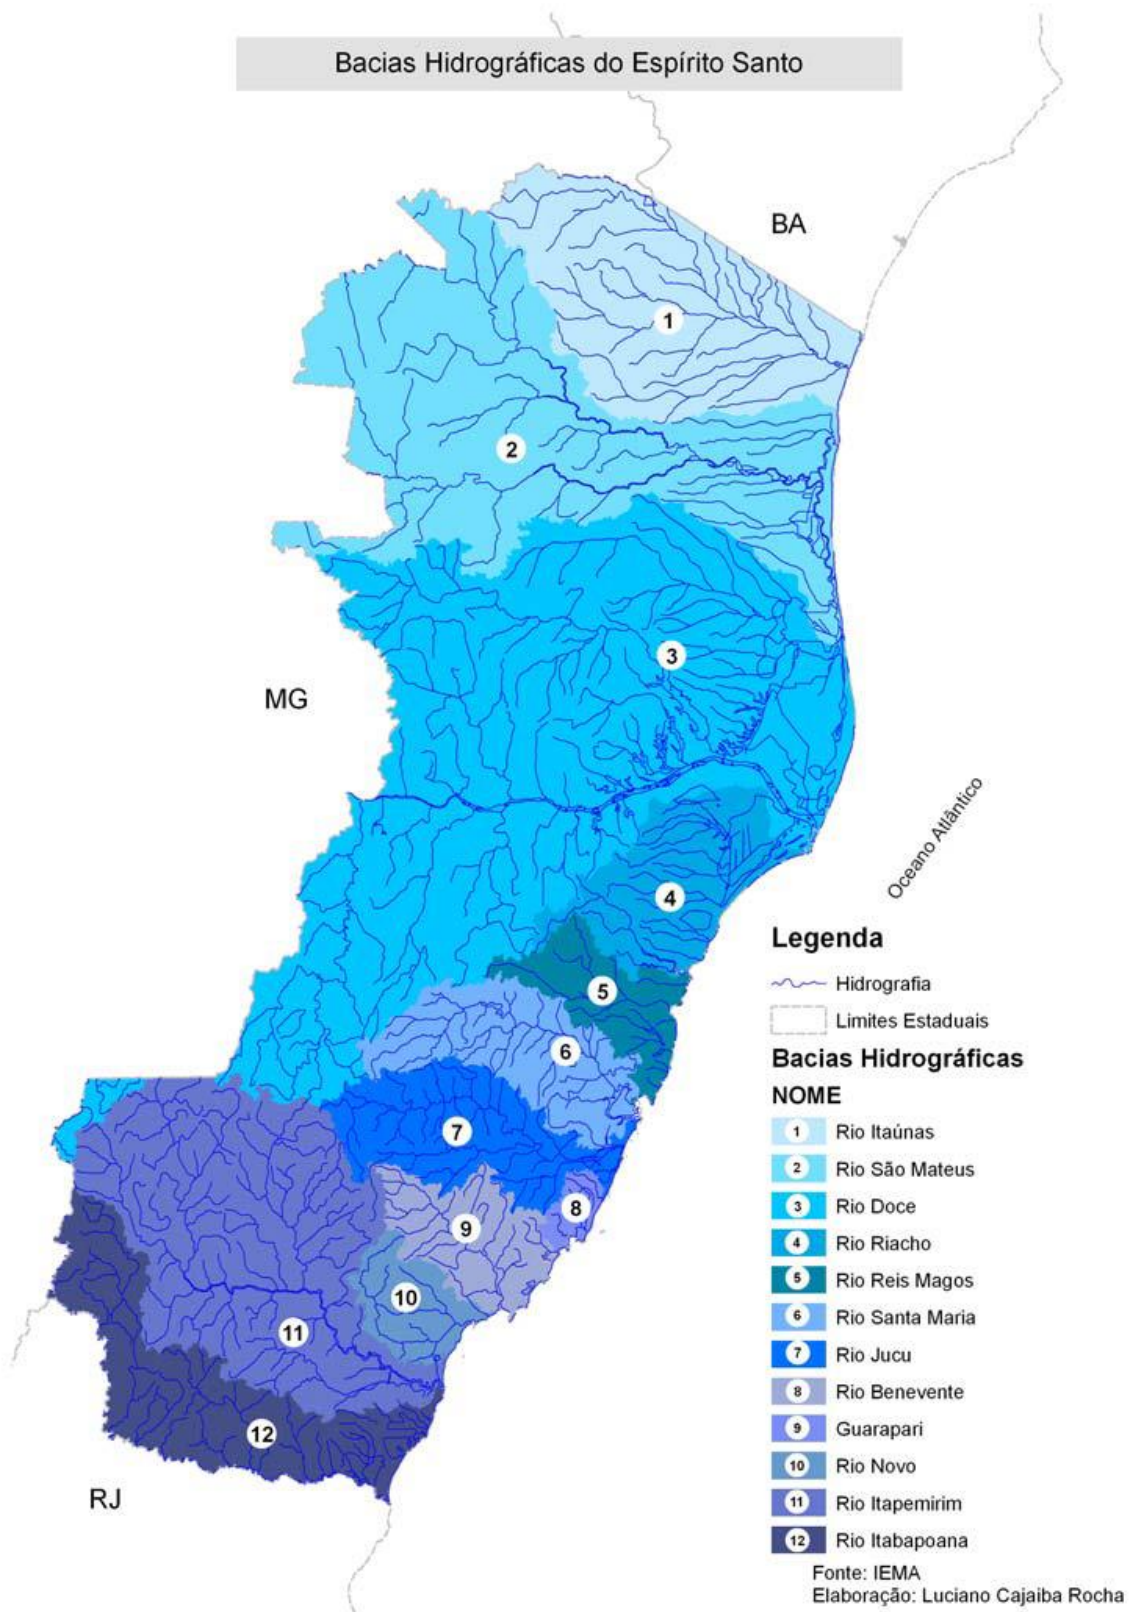 Bacias Hidrográficas do Espírito Santo
BA
1
2
3
MG
Oceano Atlântico
4
5
6
7
8
9
10
11
12
RJ
Legenda
Hidrografia
Limites Estaduais
Bacias Hidrográficas
NOME
1 Rio Itaúnas
2 Rio São Mateus
3 Rio Doce
4 Rio Riacho
5 Rio Reis Magos
6 Rio Santa Maria
7 Rio Jucu
8 Rio Benevente
9 Guarapari
10 Rio Novo
11 Rio Itapemirim
12 Rio Itabapoana
Fonte: IEMA
Elaboração: Luciano Cajaiba Rocha